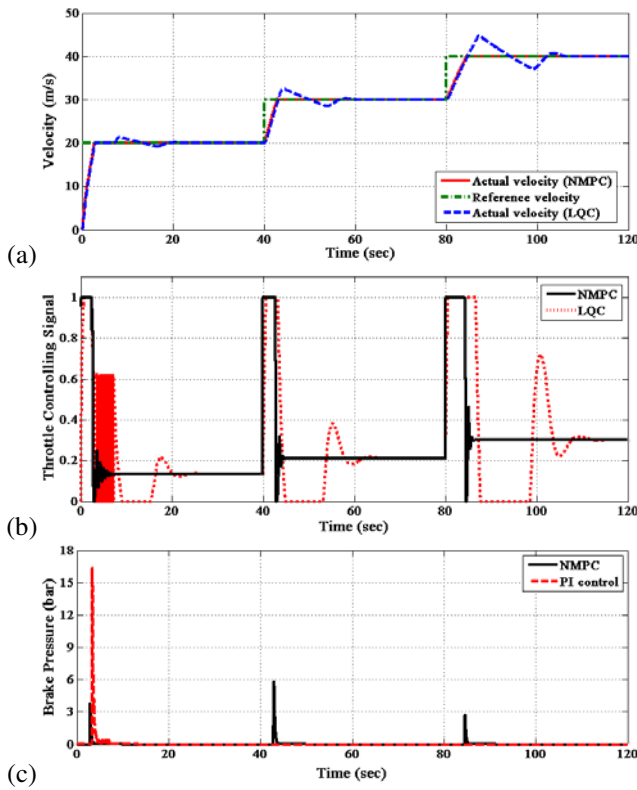 50
40
30
20
10
0
Velocity (m/s)
Actual velocity (NMPC)
Reference velocity
Actual velocity (LQC)
0 20 40 60 80 100 120
Time (sec)
(a)
1
0.8
0.6
0.4
0.2
0
Throttle Controlling Signal
NMPC
LQC
0 20 40 60 80 100 120
Time (sec)
(b)
18
15
12
9
6
3
0
Brake Pressure (bar)
NMPC
PI control
0 20 40 60 80 100 120
Time (sec)
(c)